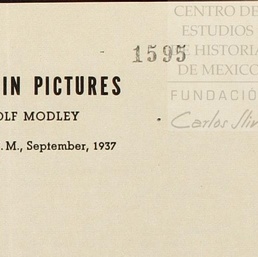 CENTRO DE
ESTUDIOS
E HISTORIA
DE MEXICO
FUNDACIÓ
Carlos Sli
1595
IN PICTURES
OLF MODLEY
. M., September, 1937